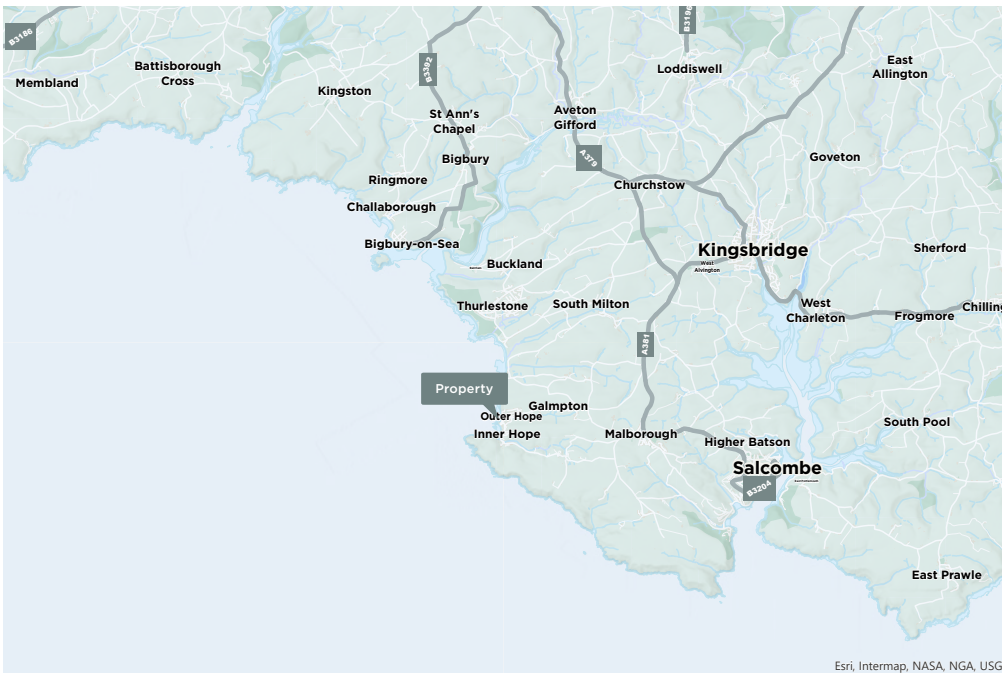 B3186
B3196
Membland
Battisborough
Cross
Kingston
B3392
Loddiswell
East
Allington
St Ann's
Chapel
Aveton
Gifford
Bigbury
A379
Goveton
Ringmore
Churchstow
Challaborough
Bigbury-on-Sea
Kingsbridge
Sherford
Buckland
West
Alvington
Thurlestone
South Milton
West
Charleton
Frogmore
Chilling
A381
Property
Galmpton
Outer Hope
Inner Hope
Malborough
Higher Batson
South Pool
Salcombe
B3204
East Prawle
Esri, Intermap, NASA, NGA, USG